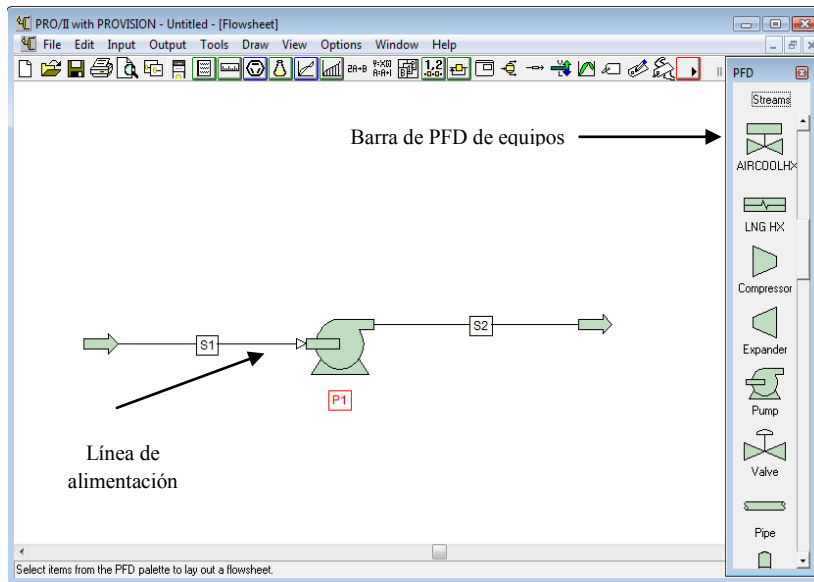 PRO/II with PROVISION - Untitled - [Flowsheet]
File Edit Input Output Tools Draw View Options Window Help
PFD
Streams
Barra de PFD de equipos
AIRCOOLHX
LNG HX
Compressor
Expander
Pump
Valve
Pipe
S1
S2
P1
Línea de
alimentación
Select items from the PFD palette to lay out a flowsheet.